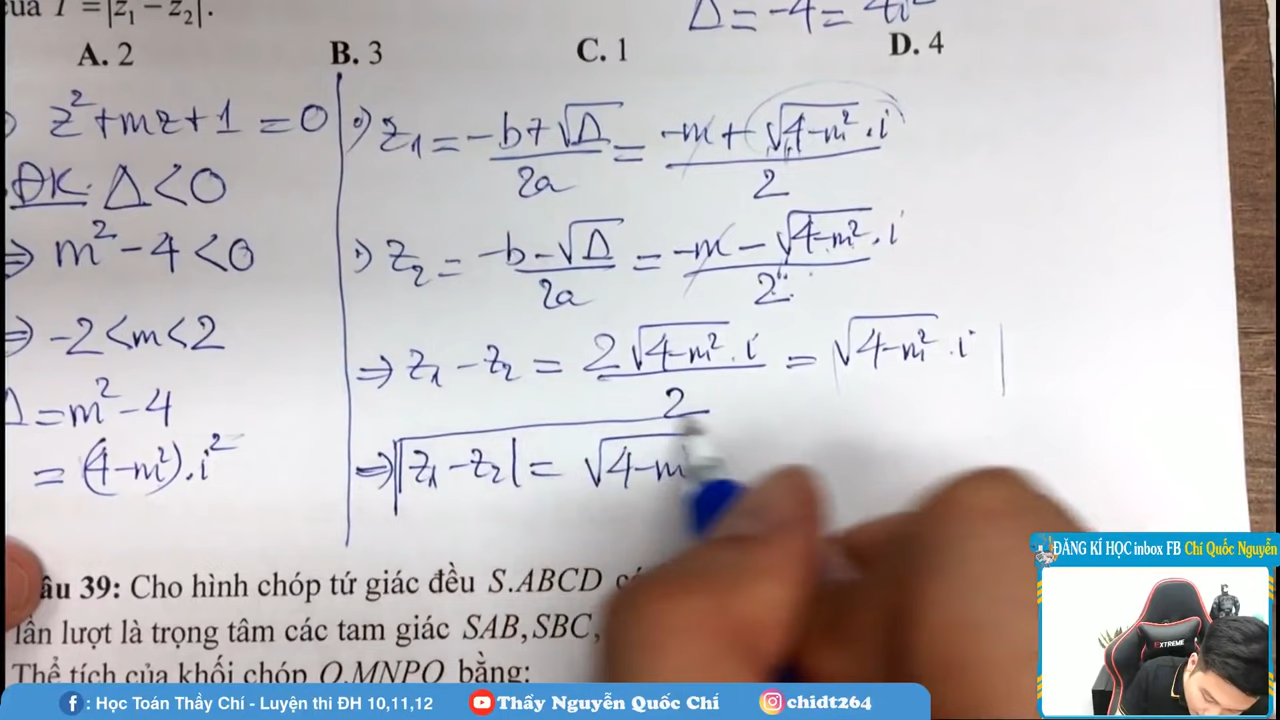 của T = |z₁ − z₂|.
Δ = -4 = 4i²
A. 2 B. 3 C. 1 D. 4
z² + mz + 1 = 0
ĐK: Δ < 0
⇒ m² - 4 < 0
⇒ -2 < m < 2
Δ = m² - 4
= (4 - m²).i²
•) z₁ = (-b + √Δ)/2a = (-m + √(4-m²).i)/2
•) z₂ = (-b - √Δ)/2a = (-m - √(4-m²).i)/2
⇒ z₁ - z₂ = 2√(4-m²).i/2 = √(4-m²).i
⇒ |z₁ - z₂| = √(4-m
Câu 39: Cho hình chóp tứ giác đều S.ABCD
lần lượt là trọng tâm các tam giác SAB, SBC,
Thể tích của khối chóp O.MNPQ bằng:
ĐĂNG KÍ HỌC inbox FB Chí Quốc Nguyễn
EXTREME
: Học Toán Thầy Chí - Luyện thi ĐH 10,11,12 Thầy Nguyễn Quốc Chí chidt264